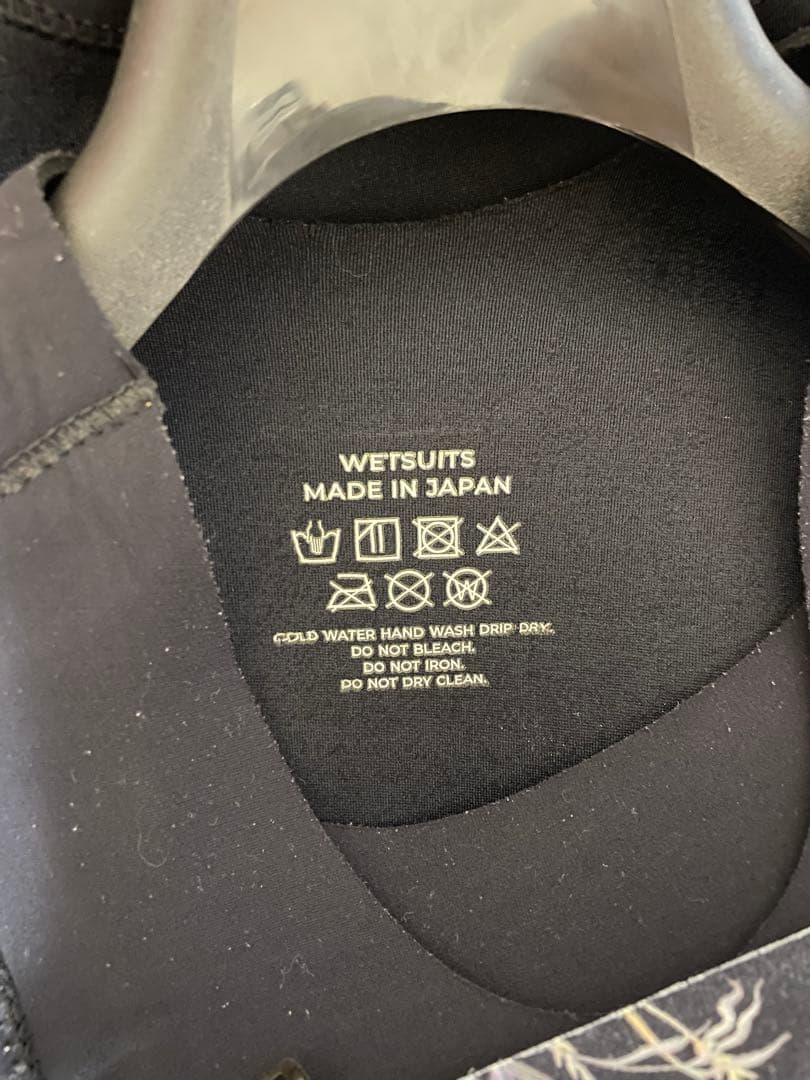 WETSUITS
MADE IN JAPAN
W
COLD WATER HAND WASH DRIP DRY.
DO NOT BLEACH.
DO NOT IRON.
DO NOT DRY CLEAN.